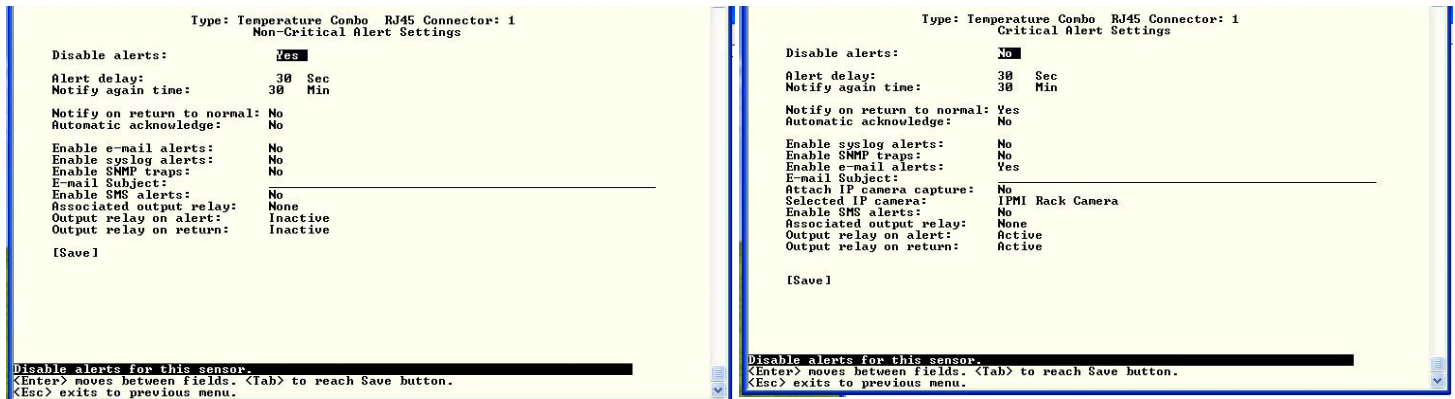 Type: Temperature Combo RJ45 Connector: 1
Non-Critical Alert Settings
Disable alerts: Yes
Alert delay: 30 Sec
Notify again time: 30 Min
Notify on return to normal: No
Automatic acknowledge: No
Enable e-mail alerts: No
Enable syslog alerts: No
Enable SNMP traps: No
E-mail Subject:
Enable SMS alerts: No
Associated output relay: None
Output relay on alert: Inactive
Output relay on return: Inactive
[Save]
Disable alerts for this sensor.
<Enter> moves between fields. <Tab> to reach Save button.
<Esc> exits to previous menu.
Type: Temperature Combo RJ45 Connector: 1
Critical Alert Settings
Disable alerts: No
Alert delay: 30 Sec
Notify again time: 30 Min
Notify on return to normal: Yes
Automatic acknowledge: No
Enable syslog alerts: No
Enable SNMP traps: No
Enable e-mail alerts: Yes
E-mail Subject:
Attach IP camera capture: No
Selected IP camera: IPMI Rack Camera
Enable SMS alerts: No
Associated output relay: None
Output relay on alert: Active
Output relay on return: Active
[Save]
Disable alerts for this sensor.
<Enter> moves between fields. <Tab> to reach Save button.
<Esc> exits to previous menu.